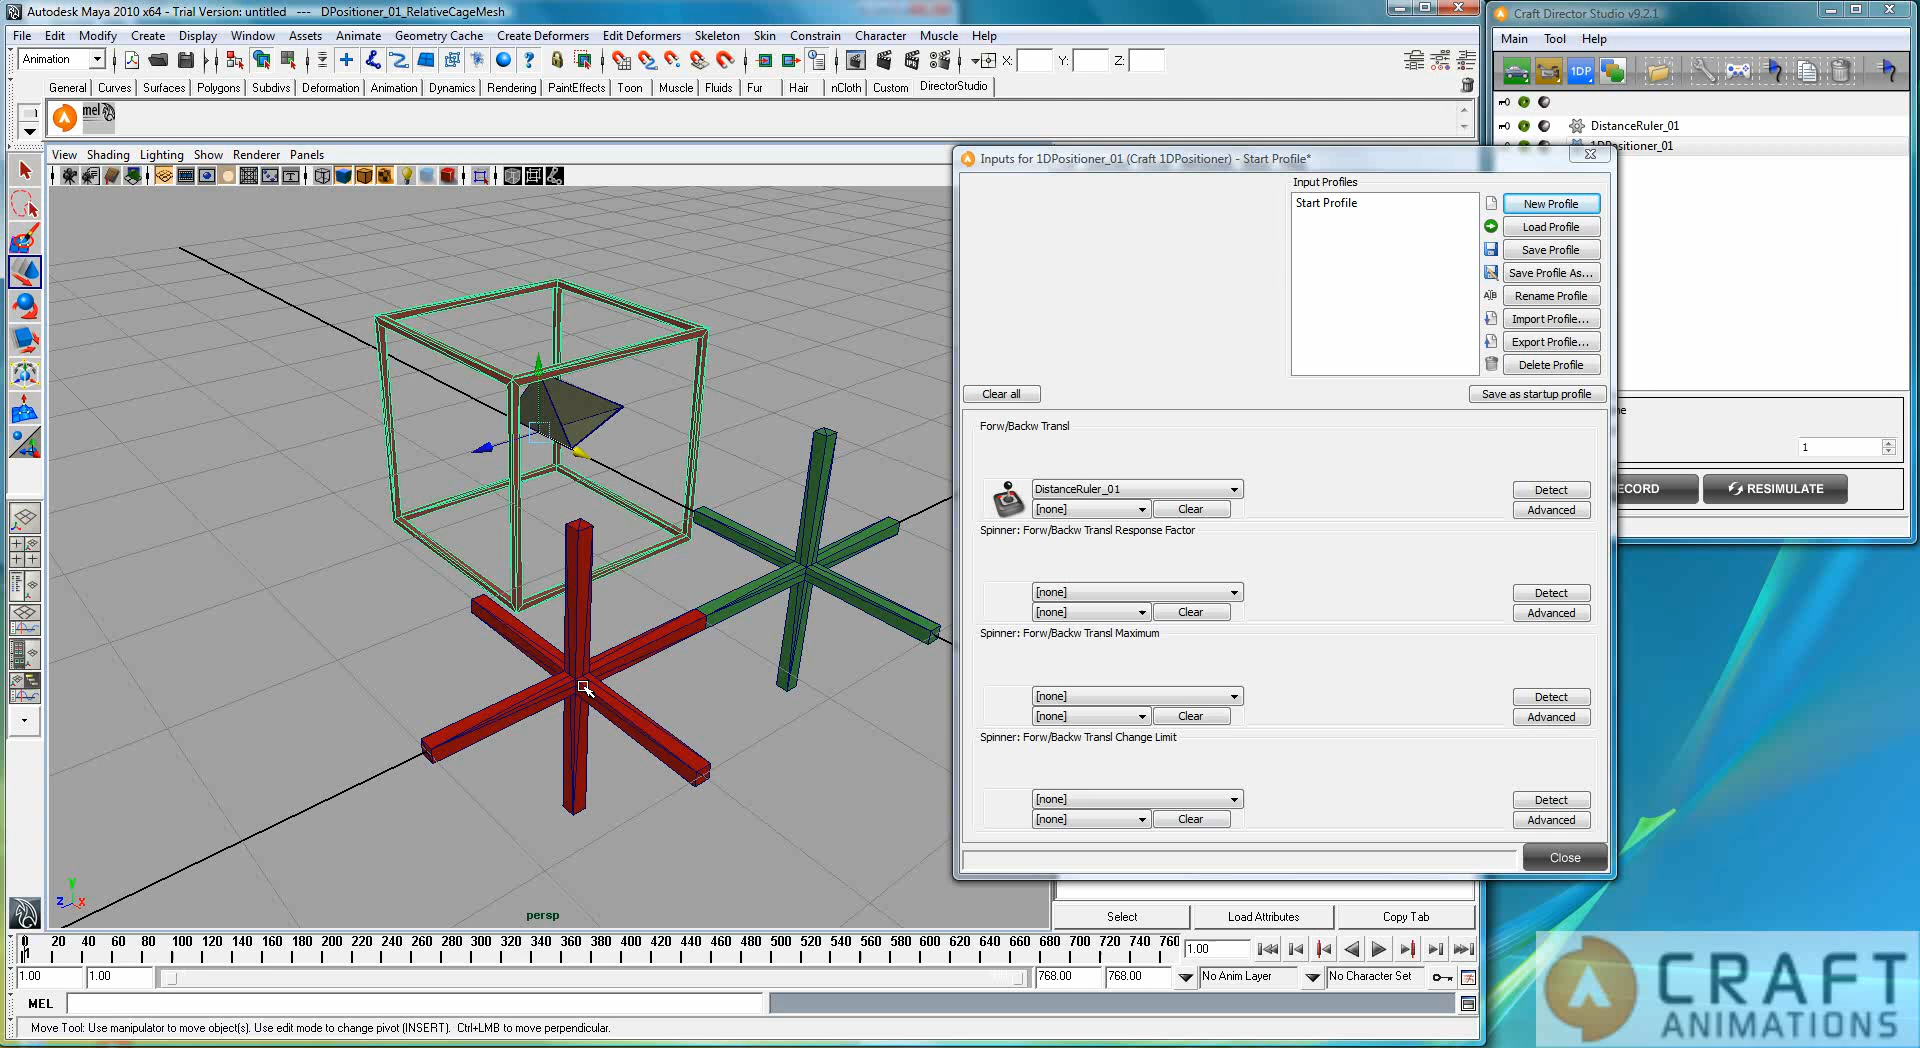 Autodesk Maya 2010 x64 - Trial Version: untitled   ---   DPositioner_01_RelativeCageMesh
File Edit Modify Create Display Window Assets Animate Geometry Cache Create Deformers Edit Deformers Skeleton Skin Constrain Character Muscle Help
Animation X: Y: Z:
General Curves Surfaces Polygons Subdivs Deformation Animation Dynamics Rendering PaintEffects Toon Muscle Fluids Fur Hair nCloth Custom DirectorStudio
mel
View Shading Lighting Show Renderer Panels
persp
Y
Z X
Craft Director Studio v9.2.1
Main Tool Help
1DP
DistanceRuler_01
1DPositioner_01
1
ECORD RESIMULATE
Inputs for 1DPositioner_01 (Craft 1DPositioner) - Start Profile*
Input Profiles
Start Profile
New Profile
Load Profile
Save Profile
Save Profile As...
Rename Profile
Import Profile...
Export Profile...
Delete Profile
Clear all Save as startup profile
Forw/Backw Transl
DistanceRuler_01 Detect
[none] Clear Advanced
Spinner: Forw/Backw Transl Response Factor
[none] Detect
[none] Clear Advanced
Spinner: Forw/Backw Transl Maximum
[none] Detect
[none] Clear Advanced
Spinner: Forw/Backw Transl Change Limit
[none] Detect
[none] Clear Advanced
Close
Select Load Attributes Copy Tab
20 40 60 80 100 120 140 160 180 200 220 240 260 280 300 320 340 360 380 400 420 440 460 480 500 520 540 560 580 600 620 640 660 680 700 720 740 760 1.00
1.00 1.00 768.00 768.00 No Anim Layer No Character Set
MEL
Move Tool: Use manipulator to move object(s). Use edit mode to change pivot (INSERT).  Ctrl+LMB to move perpendicular.
CRAFT
ANIMATIONS